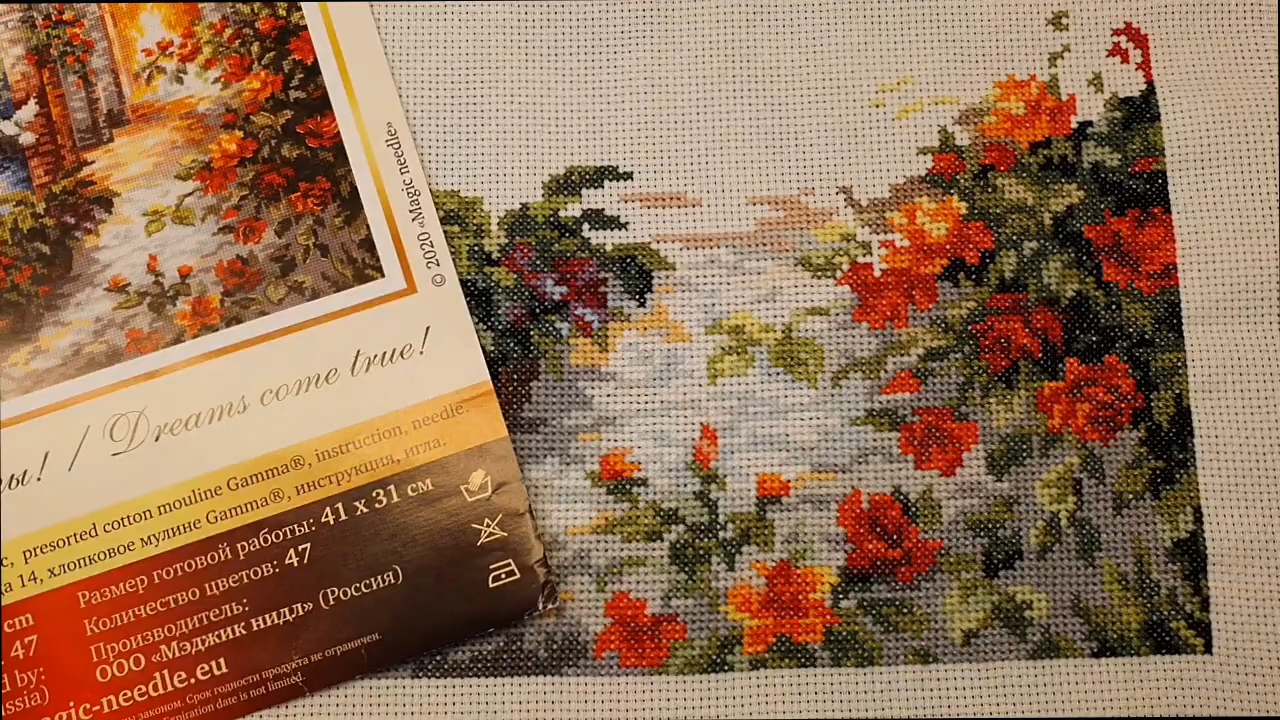 © 2020 «Magic needle»
ы! / Dreams come true!
presorted cotton mouline Gamma®, instruction, needle.
14, хлопковое мулине Gamma®, инструкция, игла.
cm
Размер готовой работы: 41 x 31 см
47
Количество цветов: 47
d by:
Производитель:
ssia)
ООО «Мэджик нидл» (Россия)
gic-needle.eu
законом. Срок годности продукта не ограничен.
Expiration date is not limited.